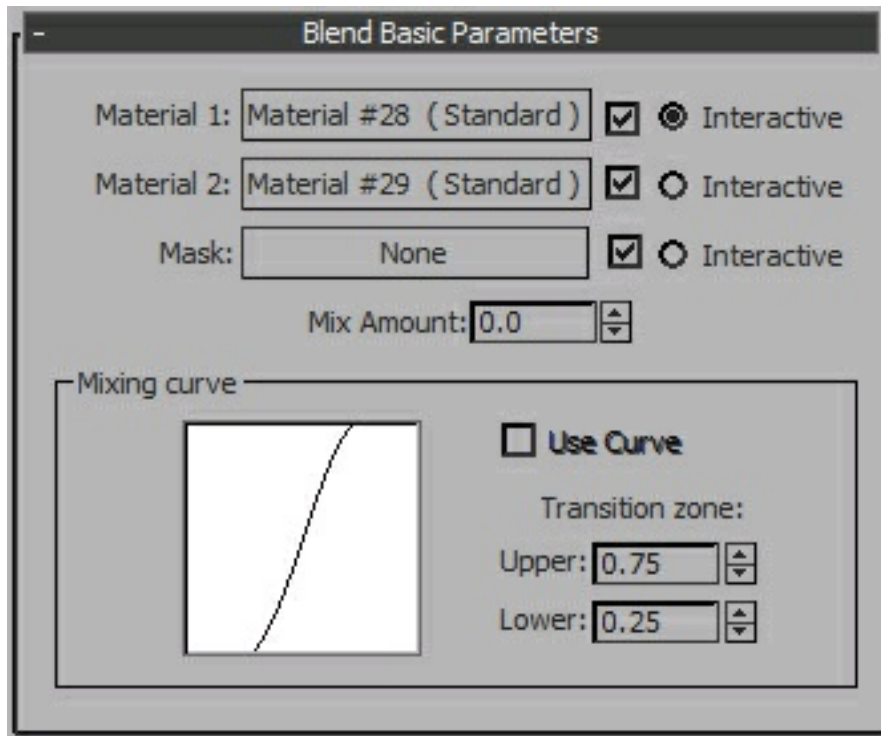 - Blend Basic Parameters
Material 1: Material #28 ( Standard ) Interactive
Material 2: Material #29 ( Standard ) Interactive
Mask: None Interactive
Mix Amount: 0.0
Mixing curve
Use Curve
Transition zone:
Upper: 0.75
Lower: 0.25